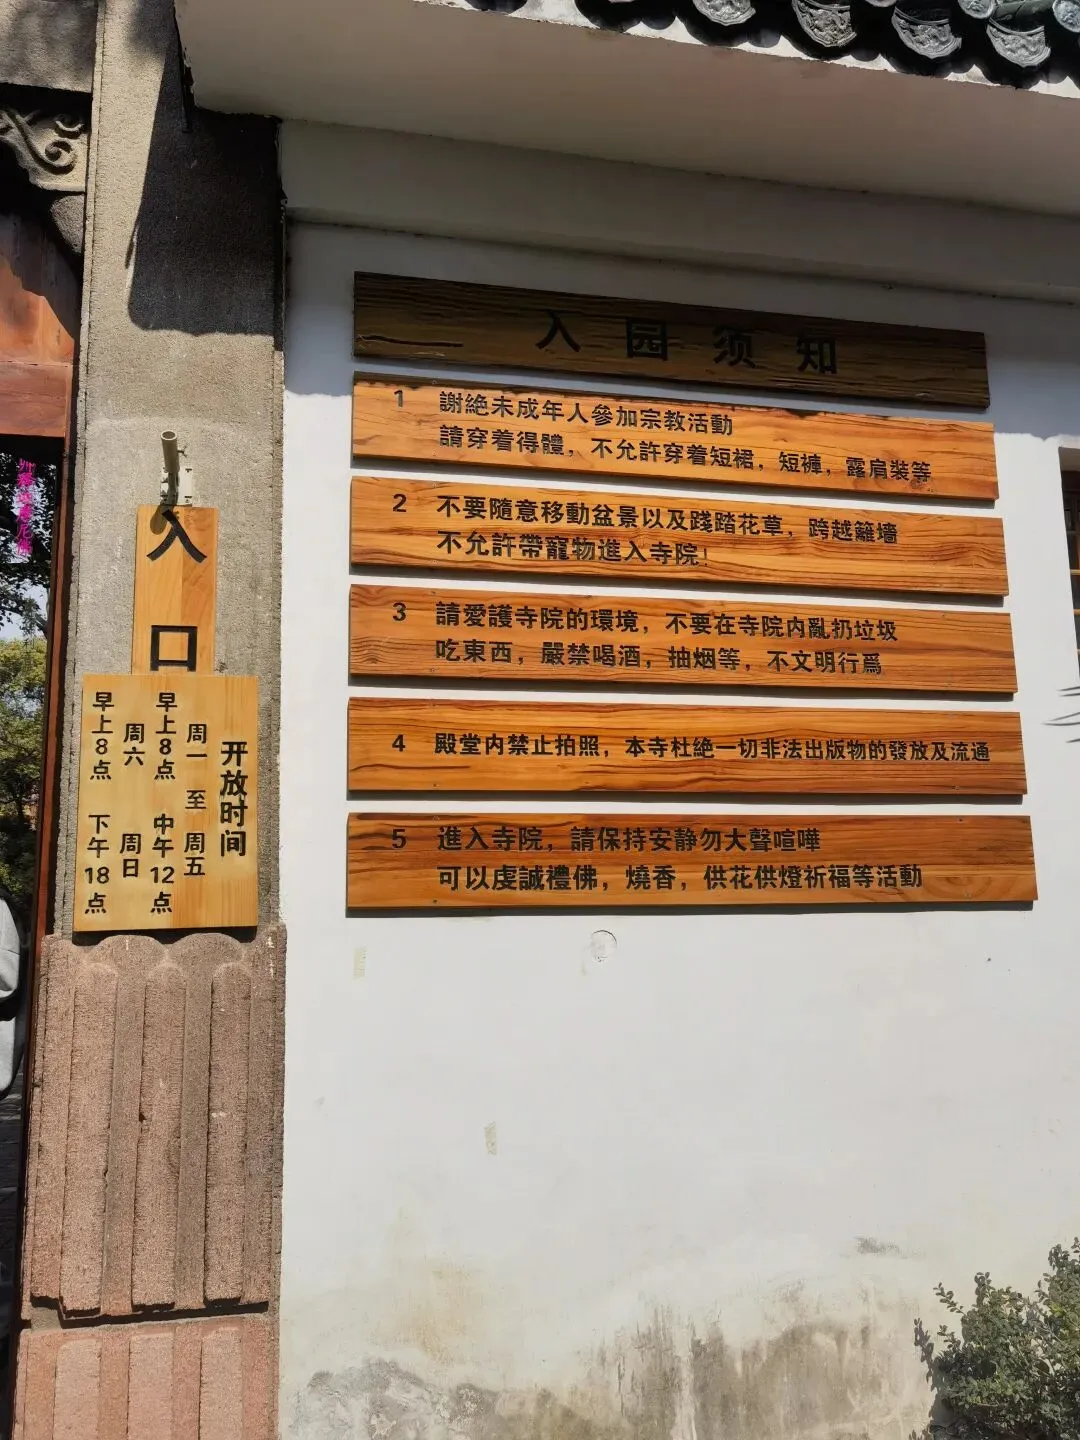 入园须知
1 謝絶未成年人參加宗教活動
請穿着得體，不允許穿着短裙，短褲，露肩裝等
2 不要隨意移動盆景以及踐踏花草，跨越籬墻
不允許帶寵物進入寺院！
3 請愛護寺院的環境，不要在寺院内亂扔垃圾
吃東西，嚴禁喝酒，抽烟等，不文明行爲
4 殿堂内禁止拍照，本寺杜絶一切非法出版物的發放及流通
5 進入寺院，請保持安静勿大聲喧嘩
可以虔誠禮佛，燒香，供花供燈祈福等活動
入口
开放时间
周一 至 周五
早上8点 中午12点
周六 周日
早上8点 下午18点